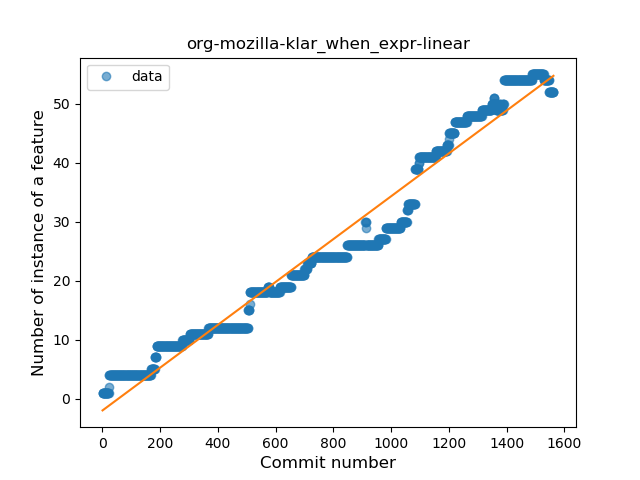 org-mozilla-klar_when_expr-linear
data
Number of instance of a feature
50
40
30
20
10
0
0 200 400 600 800 1000 1200 1400 1600
Commit number